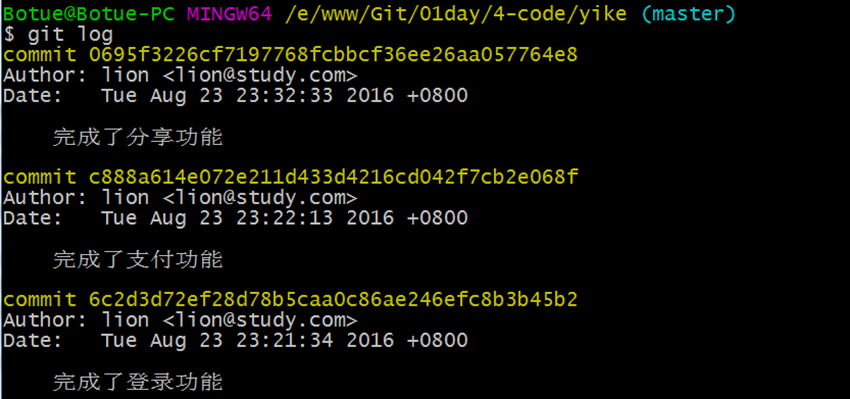 Botue@Botue-PC MINGW64 /e/www/Git/01day/4-code/yike (master)
$ git log
commit 0695f3226cf7197768fcbbcf36ee26aa057764e8
Author: lion <lion@study.com>
Date:   Tue Aug 23 23:32:33 2016 +0800
完成了分享功能
commit c888a614e072e211d433d4216cd042f7cb2e068f
Author: lion <lion@study.com>
Date:   Tue Aug 23 23:22:13 2016 +0800
完成了支付功能
commit 6c2d3d72ef28d78b5caa0c86ae246efc8b3b45b2
Author: lion <lion@study.com>
Date:   Tue Aug 23 23:21:34 2016 +0800
完成了登录功能